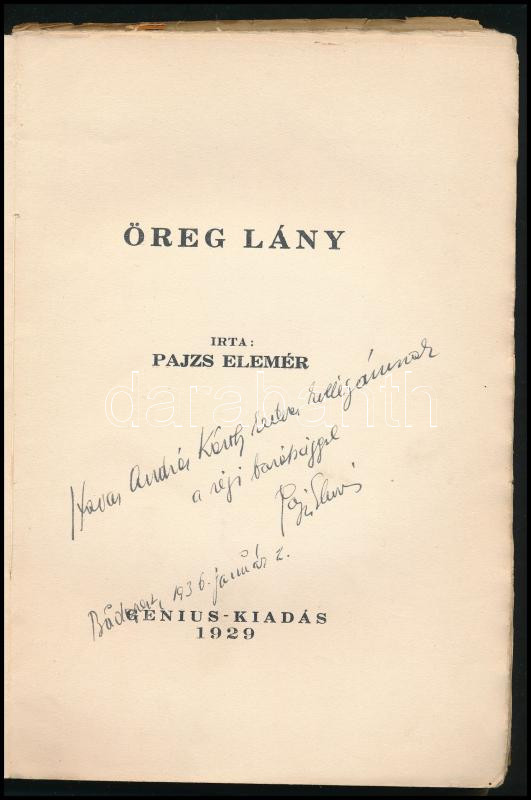 ÖREG LÁNY
IRTA:
PAJZS ELEMÉR
Havas András Károly kedves kollégámnak
a régi barátsággal
Pajzs Elemér
Budapest, 1936. január 2.
GENIUS-KIADÁS
1929
darabanth